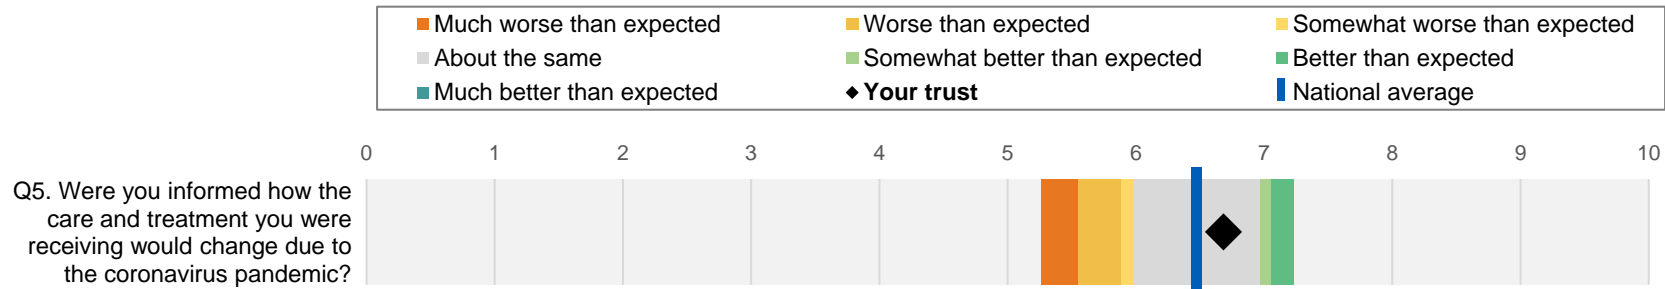 Much worse than expected Worse than expected Somewhat worse than expected
About the same Somewhat better than expected Better than expected
Much better than expected Your trust National average
0 1 2 3 4 5 6 7 8 9 10
Q5. Were you informed how the
care and treatment you were
receiving would change due to
the coronavirus pandemic?